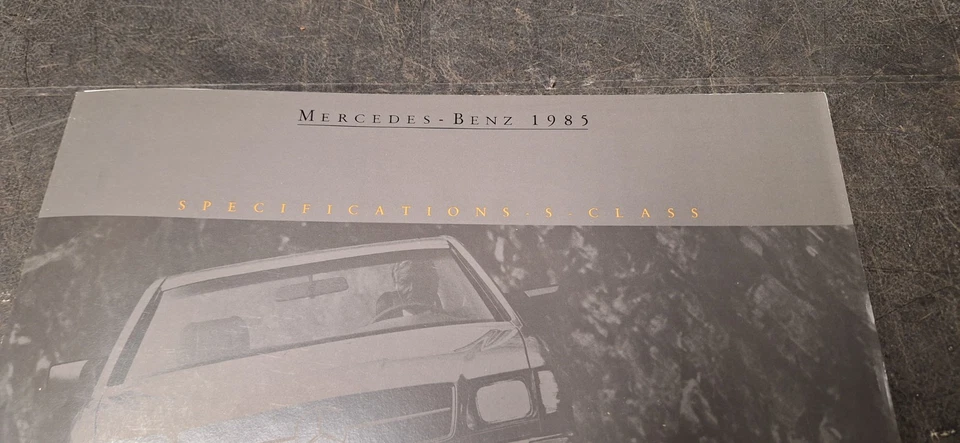 MERCEDES-BENZ 1985
SPECIFICATIONS-S-CLASS